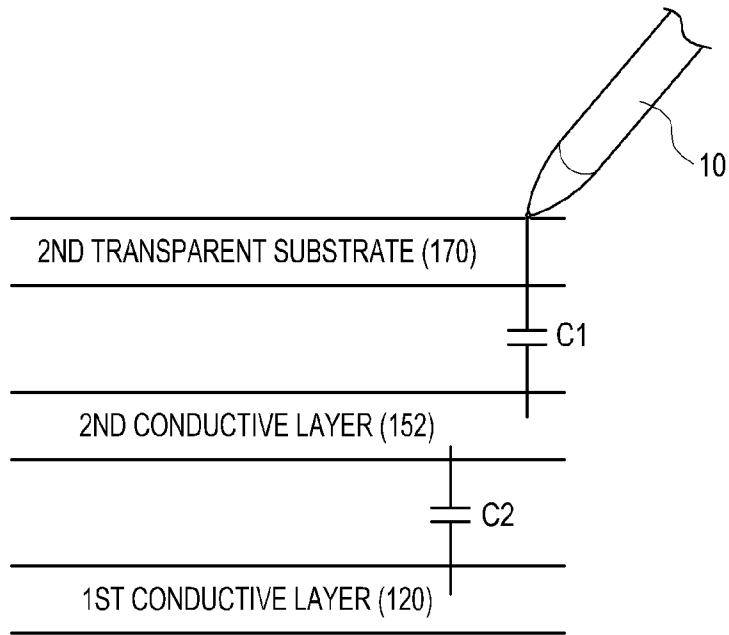 10
2ND TRANSPARENT SUBSTRATE (170)
C1
2ND CONDUCTIVE LAYER (152)
C2
1ST CONDUCTIVE LAYER (120)